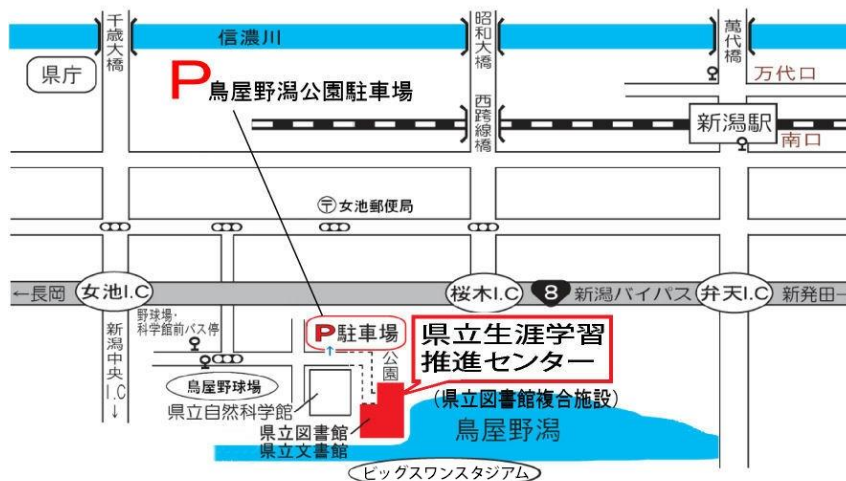 千歳大橋
信濃川
昭和大橋
萬代橋
県庁
P鳥屋野潟公園駐車場
西跨線橋
万代口
新潟駅
南口
〒女池郵便局
←長岡
女池I.C
桜木I.C
8
新潟バイパス
弁天I.C
新発田→
野球場・
科学館前バス停
新潟中央I.C↓
P駐車場
公園
県立生涯学習
推進センター
(県立図書館複合施設)
鳥屋野球場
県立自然科学館
県立図書館
県立文書館
鳥屋野潟
ビッグスワンスタジアム